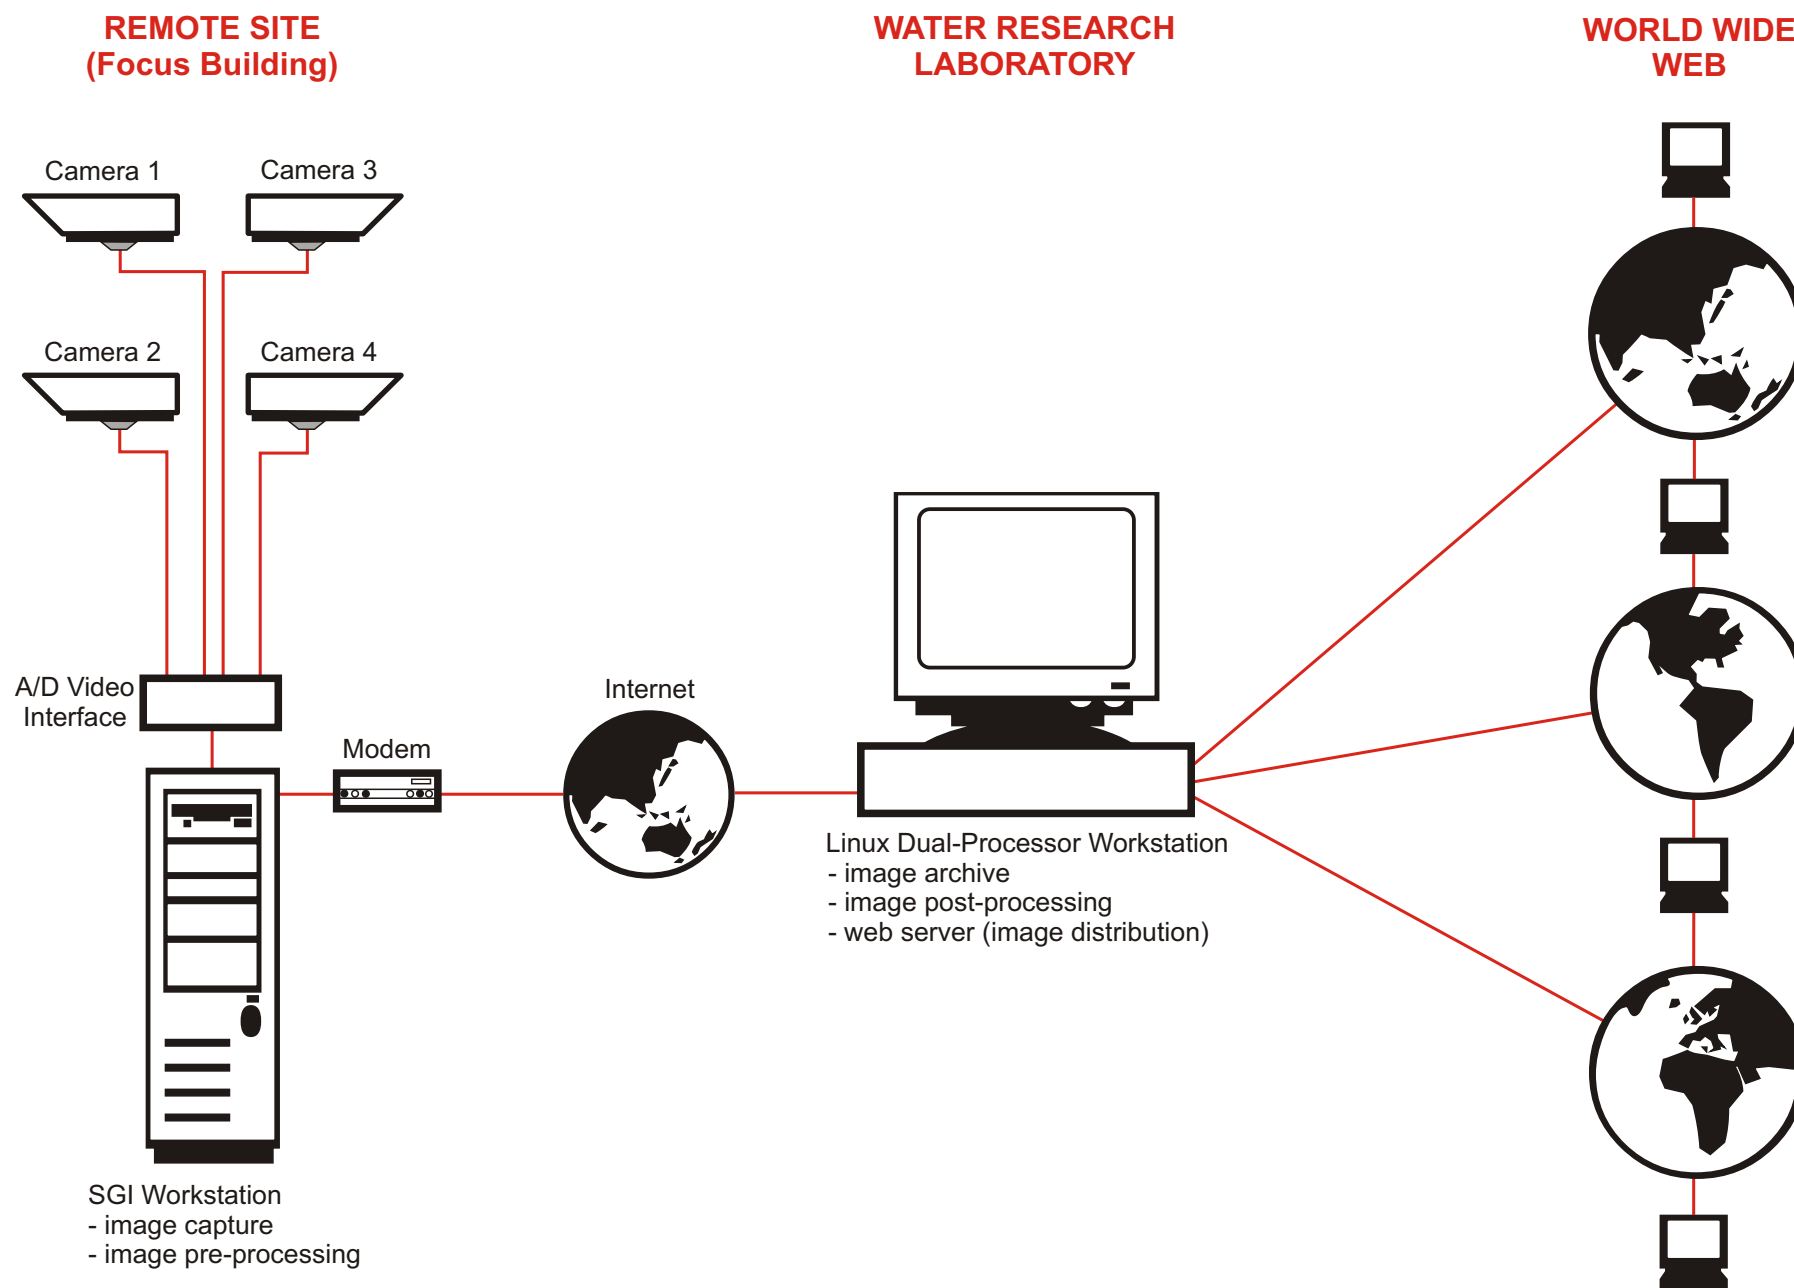 REMOTE SITE
(Focus Building)
WATER RESEARCH
LABORATORY
WORLD WIDE
WEB
Camera 1
Camera 3
Camera 2
Camera 4
A/D Video
Interface
Modem
Internet
Linux Dual-Processor Workstation
- image archive
- image post-processing
- web server (image distribution)
SGI Workstation
- image capture
- image pre-processing